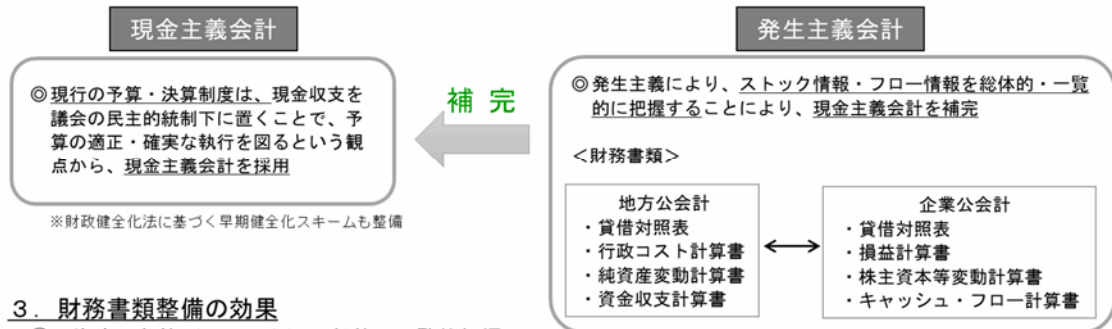 現金主義会計
◎現行の予算・決算制度は、現金収支を
議会の民主的統制下に置くことで、予
算の適正・確実な執行を図るという観
点から、現金主義会計を採用
※財政健全化法に基づく早期健全化スキームも整備
補 完
発生主義会計
◎発生主義により、ストック情報・フロー情報を総体的・一覧
的に把握することにより、現金主義会計を補完
＜財務書類＞
地方公会計
・貸借対照表
・行政コスト計算書
・純資産変動計算書
・資金収支計算書
企業公会計
・貸借対照表
・損益計算書
・株主資本等変動計算書
・キャッシュ・フロー計算書
3．財務書類整備の効果